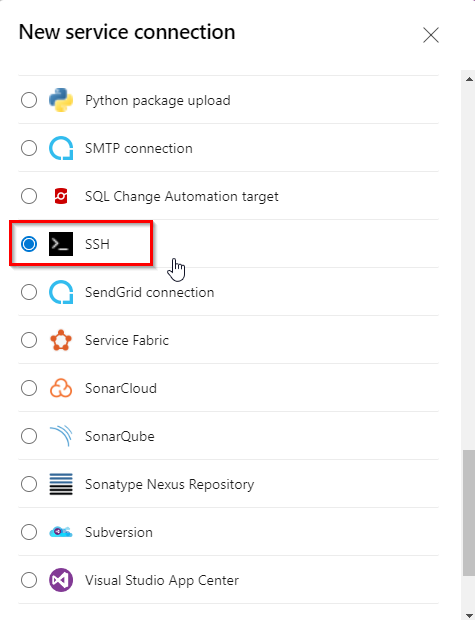 New service connection
Python package upload
SMTP connection
SQL Change Automation target
SSH
SendGrid connection
Service Fabric
SonarCloud
SonarQube
Sonatype Nexus Repository
Subversion
Visual Studio App Center